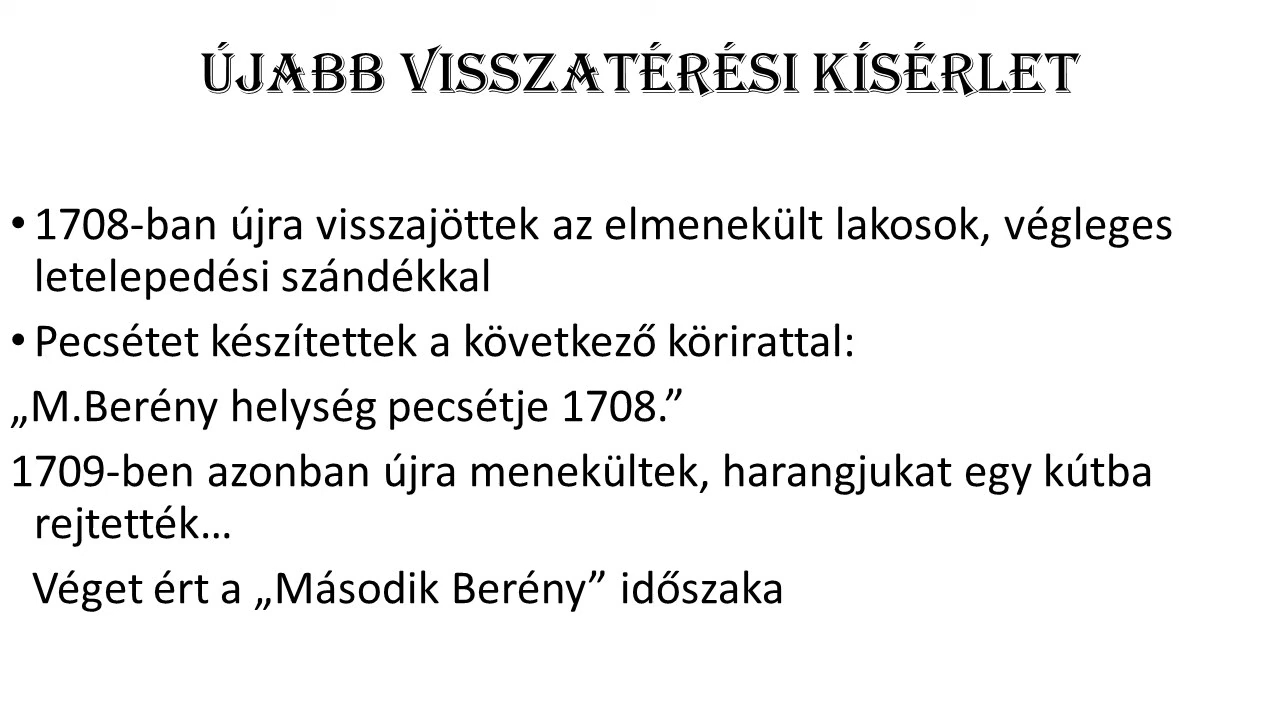 ÚJABB VISSZATÉRÉSI KÍSÉRLET
• 1708-ban újra visszajöttek az elmenekült lakosok, végleges
letelepedési szándékkal
• Pecsétet készítettek a következő körirattal:
„M.Berény helység pecsétje 1708.”
1709-ben azonban újra menekültek, harangjukat egy kútba
rejtették…
Véget ért a „Második Berény” időszaka